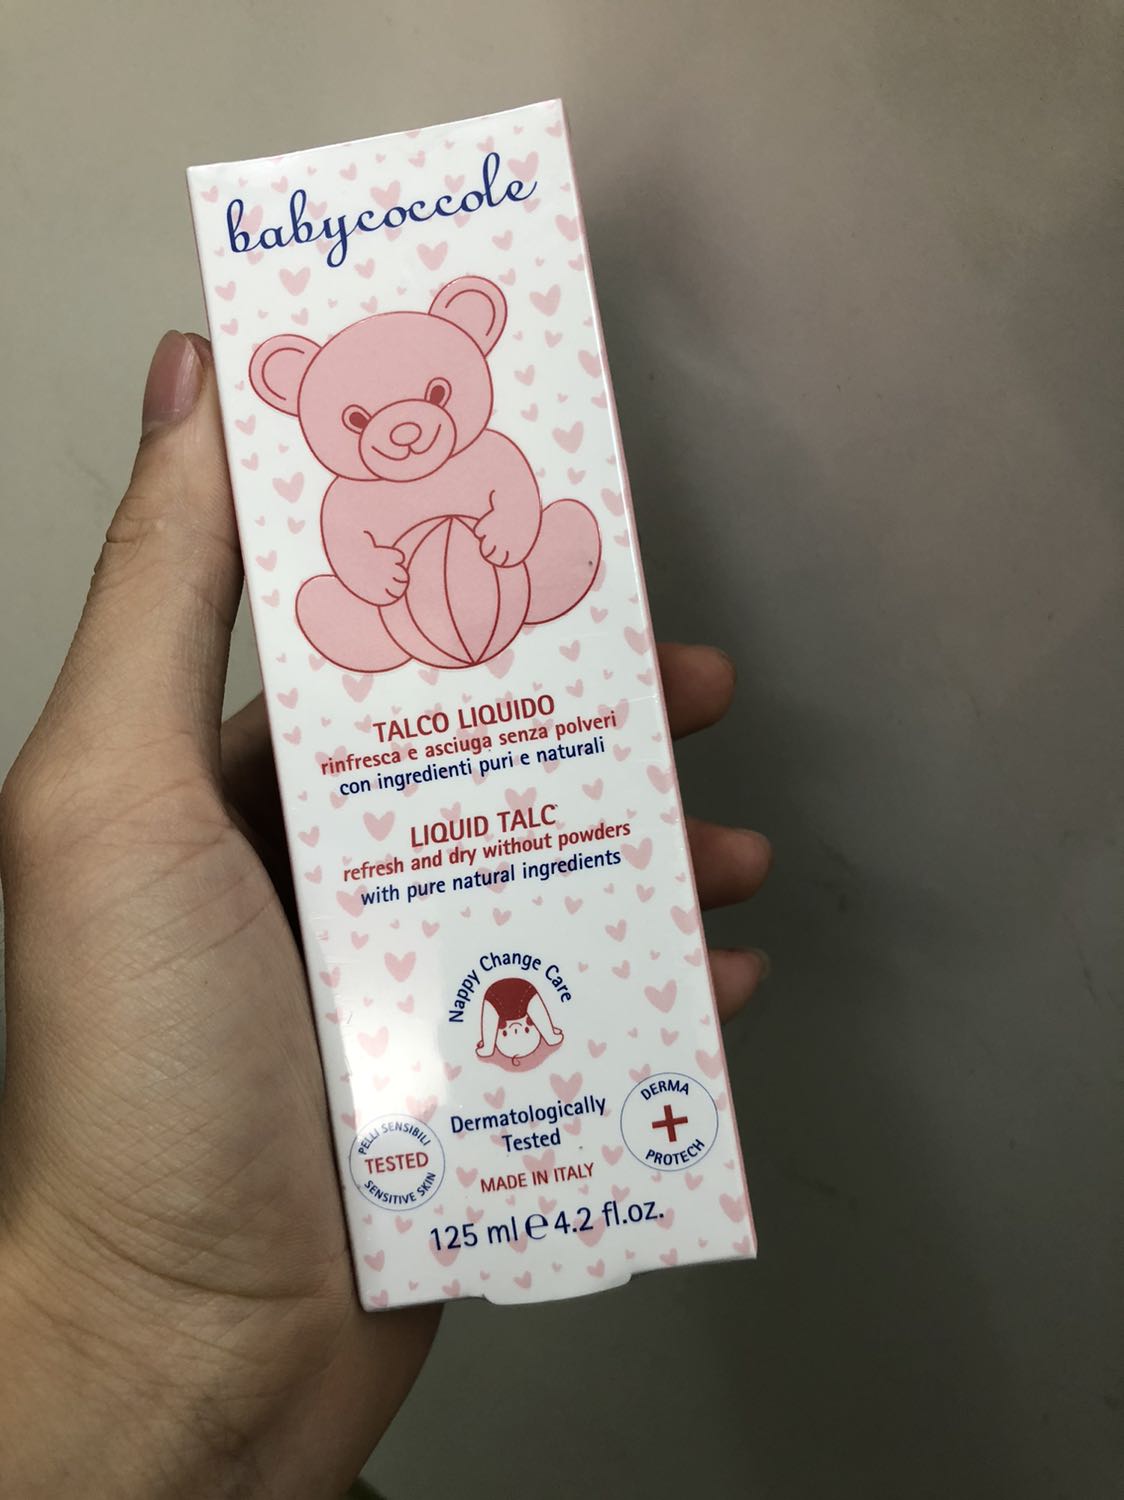 babycoccole
TALCO LIQUIDO
rinfresca e asciuga senza polveri
con ingredienti puri e naturali
LIQUID TALC
refresh and dry without powders
with pure natural ingredients
Nappy Change Care
Dermatologically
Tested
MADE IN ITALY
PELLI SENSIBILI
TESTED
SENSITIVE SKIN
DERMA
PROTECH
125 ml ℮ 4.2 fl.oz.